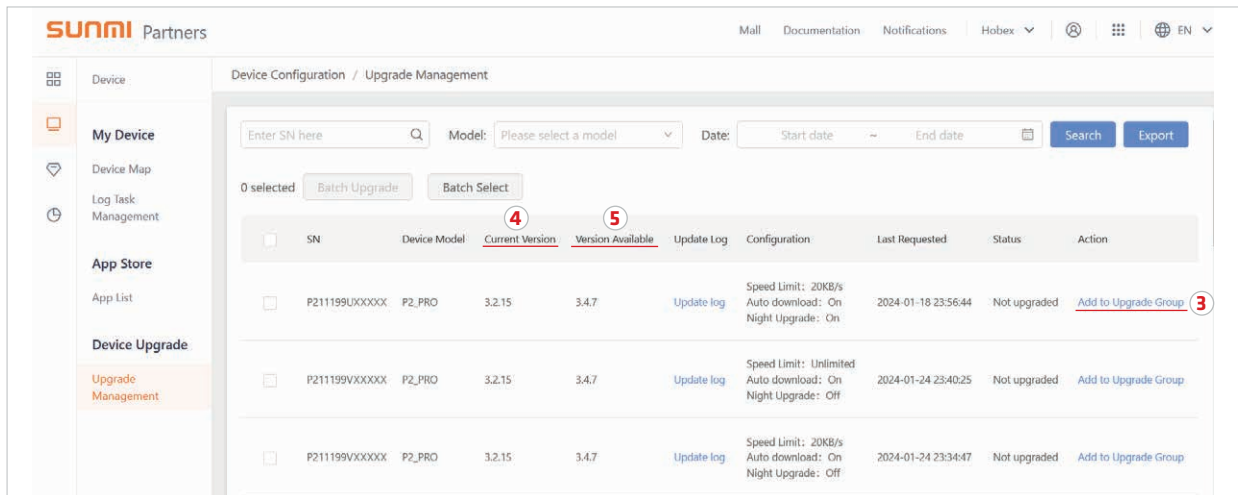 SUNMI Partners
Mall Documentation Notifications Hobex EN
Device
Device Configuration / Upgrade Management
My Device
Enter SN here Model: Please select a model Date: Start date ~ End date Search Export
Device Map
0 selected Batch Upgrade Batch Select
Log Task
Management
4 5
SN Device Model Current Version Version Available Update Log Configuration Last Requested Status Action
App Store
App List
Speed Limit: 20KB/s
P211199UXXXXX P2_PRO 3.2.15 3.4.7 Update log Auto download: On 2024-01-18 23:56:44 Not upgraded Add to Upgrade Group 3
Night Upgrade: On
Device Upgrade
Upgrade
Management
Speed Limit: Unlimited
P211199VXXXXX P2_PRO 3.2.15 3.4.7 Update log Auto download: On 2024-01-24 23:40:25 Not upgraded Add to Upgrade Group
Night Upgrade: Off
Speed Limit: 20KB/s
P211199VXXXXX P2_PRO 3.2.15 3.4.7 Update log Auto download: On 2024-01-24 23:34:47 Not upgraded Add to Upgrade Group
Night Upgrade: Off